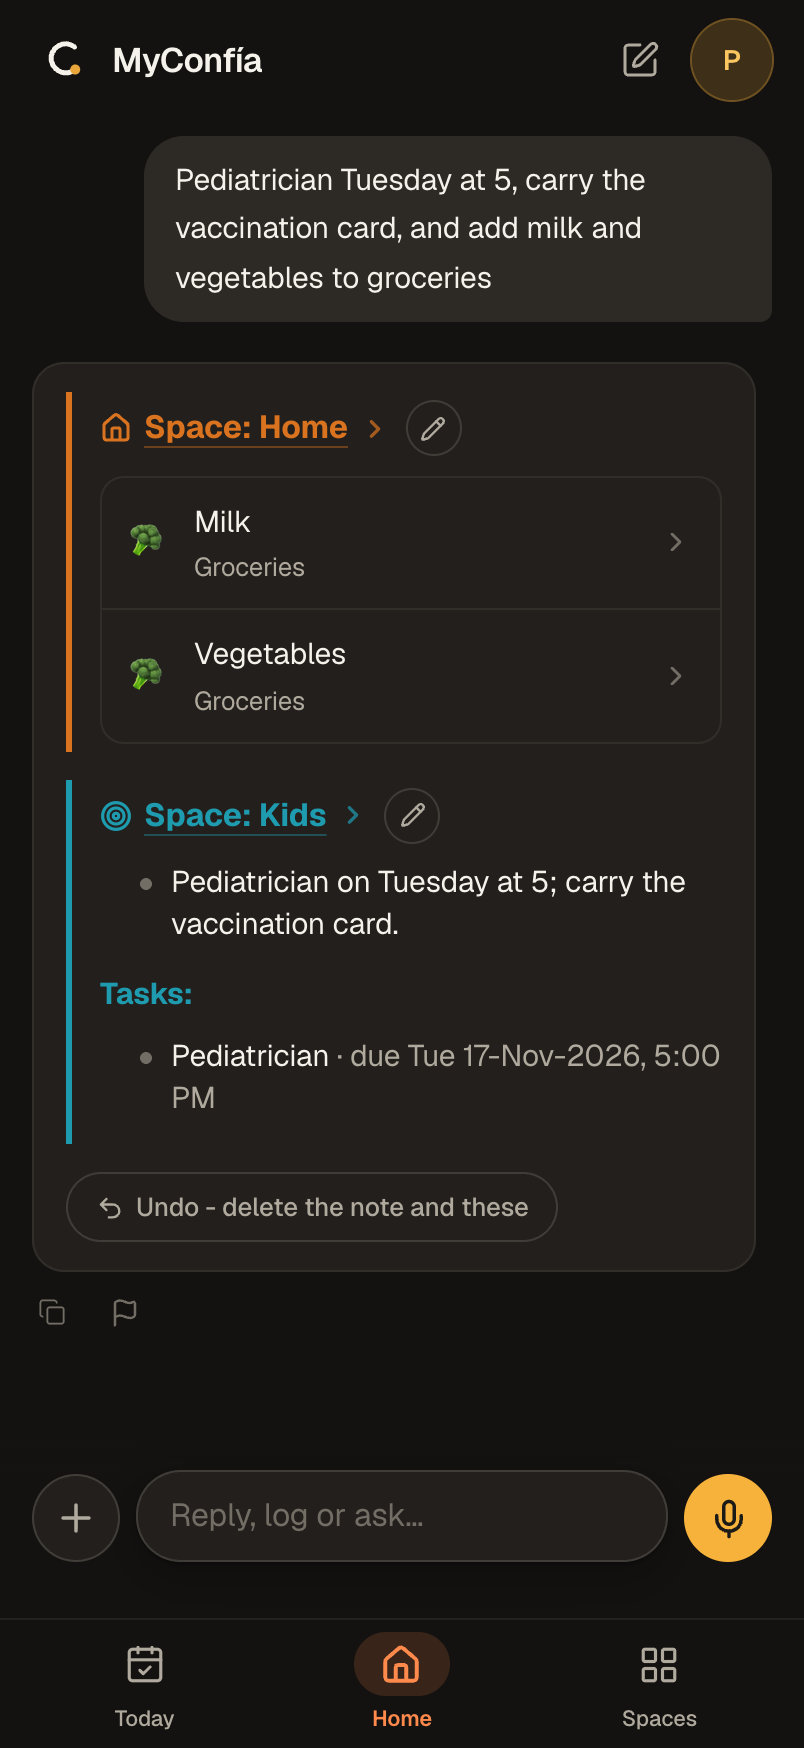 MyConfía
P
Pediatrician Tuesday at 5, carry the
vaccination card, and add milk and
vegetables to groceries
Space: Home
Milk
Groceries
Vegetables
Groceries
Space: Kids
Pediatrician on Tuesday at 5; carry the
vaccination card.
Tasks:
Pediatrician · due Tue 17-Nov-2026, 5:00
PM
Undo - delete the note and these
Reply, log or ask...
Today
Home
Spaces